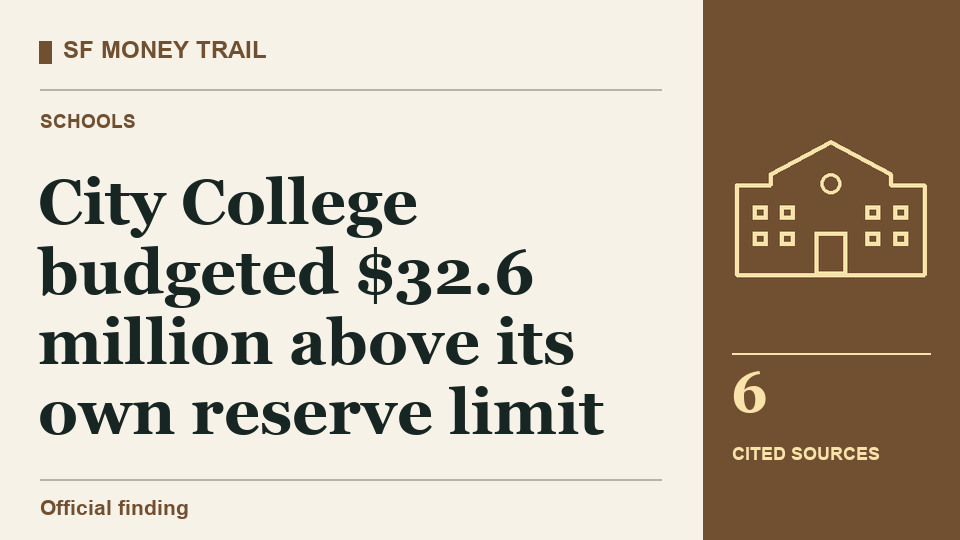 SF MONEY TRAIL
SCHOOLS
City College
budgeted $32.6
million above its
own reserve limit
Official finding
6
CITED SOURCES